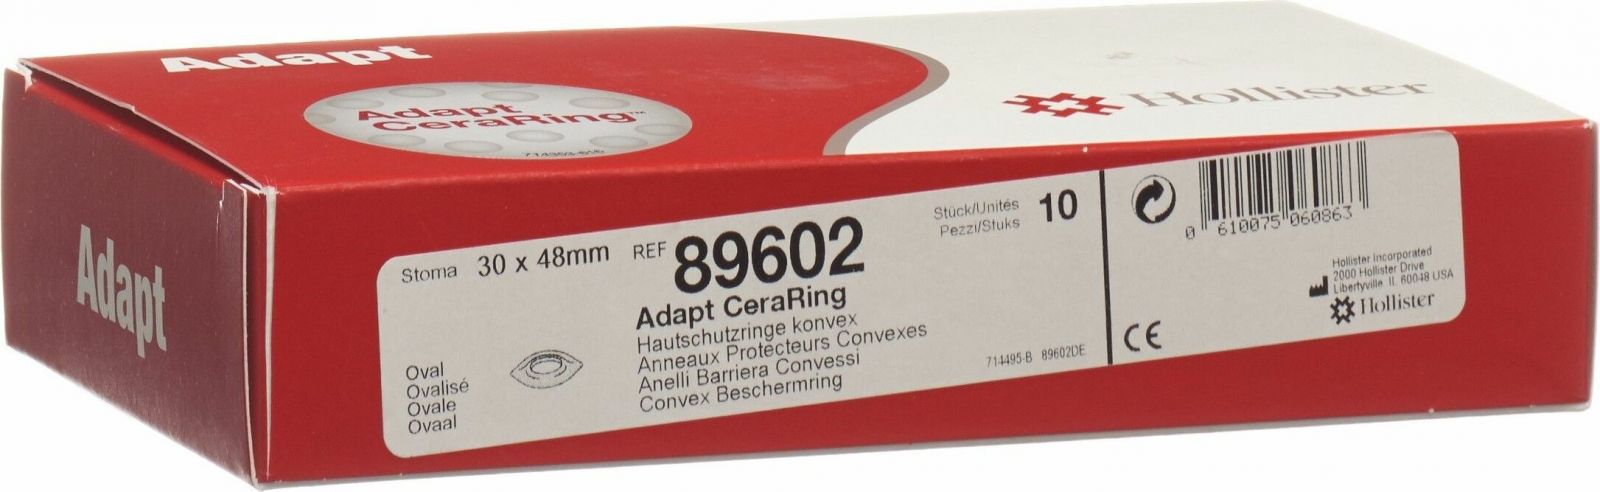 Adapt
Adapt
CeraRing™
Hollister
Adapt
Stoma 30 x 48mm
REF 89602
Stück/Unités
Pezzi/Stuks
10
Adapt CeraRing
Hautschutzringe konvex
Anneaux Protecteurs Convexes
Anelli Barriera Convessi
Convex Beschermring
Oval
Ovalisé
Ovale
Ovaal
714495-B 89602DE
0 610075 060863
Hollister Incorporated
2000 Hollister Drive
Libertyville IL 60048 USA
Hollister
CE